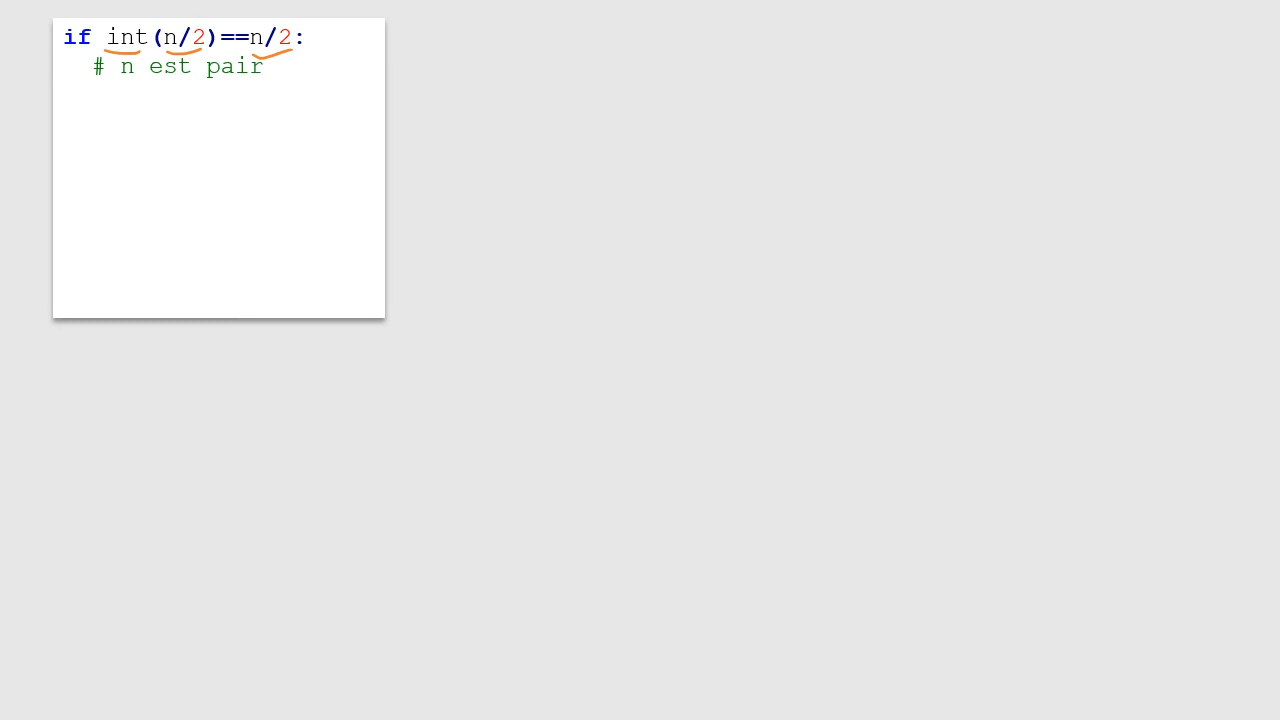 if int(n/2)==n/2:
# n est pair